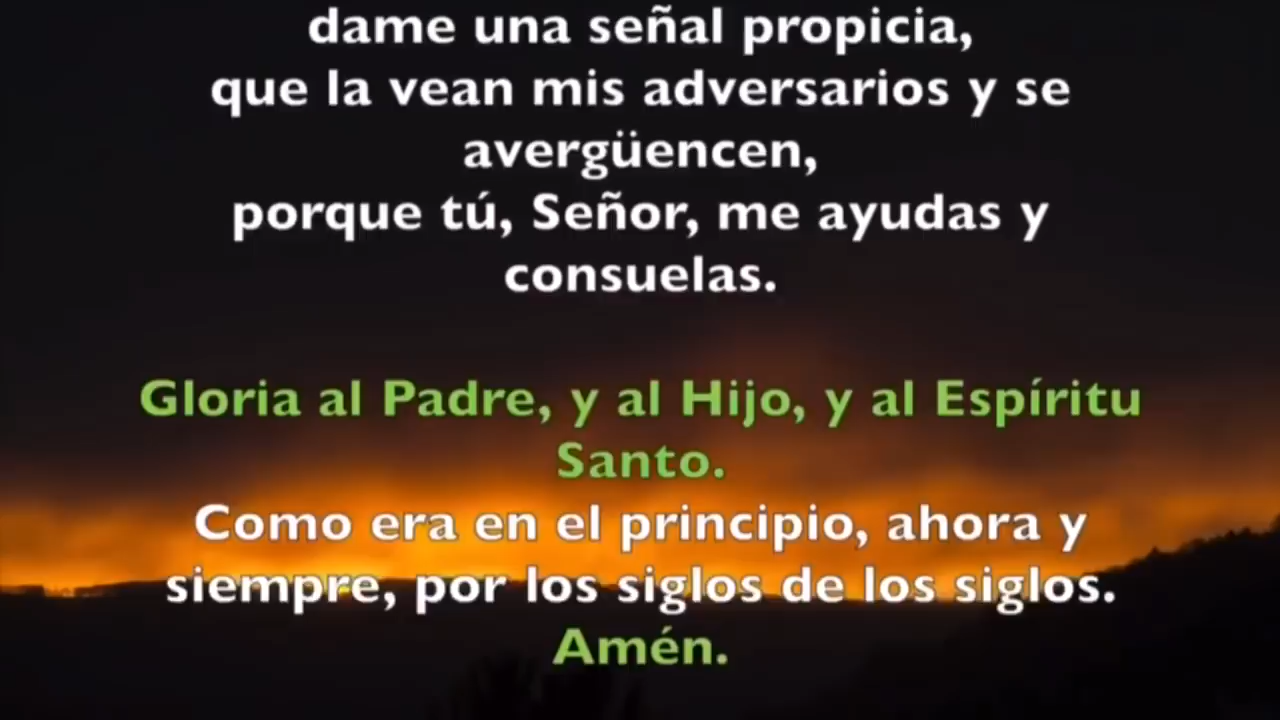 dame una señal propicia,
que la vean mis adversarios y se
avergüencen,
porque tú, Señor, me ayudas y
consuelas.
Gloria al Padre, y al Hijo, y al Espíritu
Santo.
Como era en el principio, ahora y
siempre, por los siglos de los siglos.
Amén.